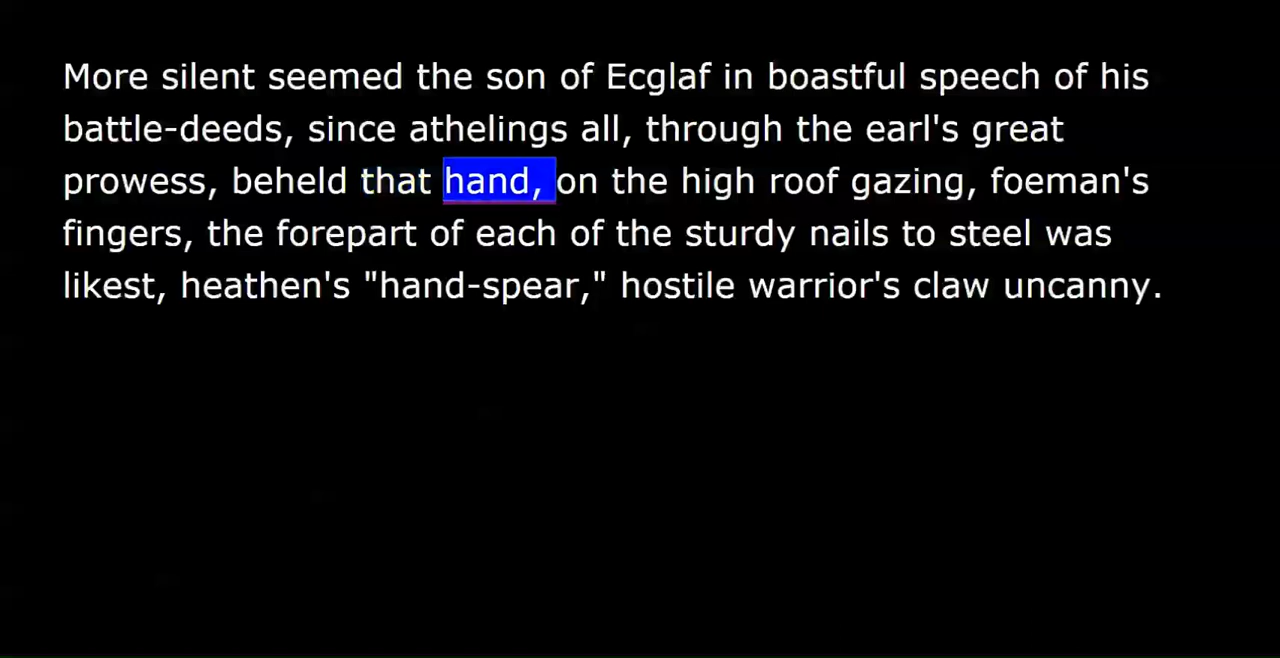 More silent seemed the son of Ecglaf in boastful speech of his
battle-deeds, since athelings all, through the earl's great
prowess, beheld that hand, on the high roof gazing, foeman's
fingers, the forepart of each of the sturdy nails to steel was
likest, heathen's "hand-spear," hostile warrior's claw uncanny.